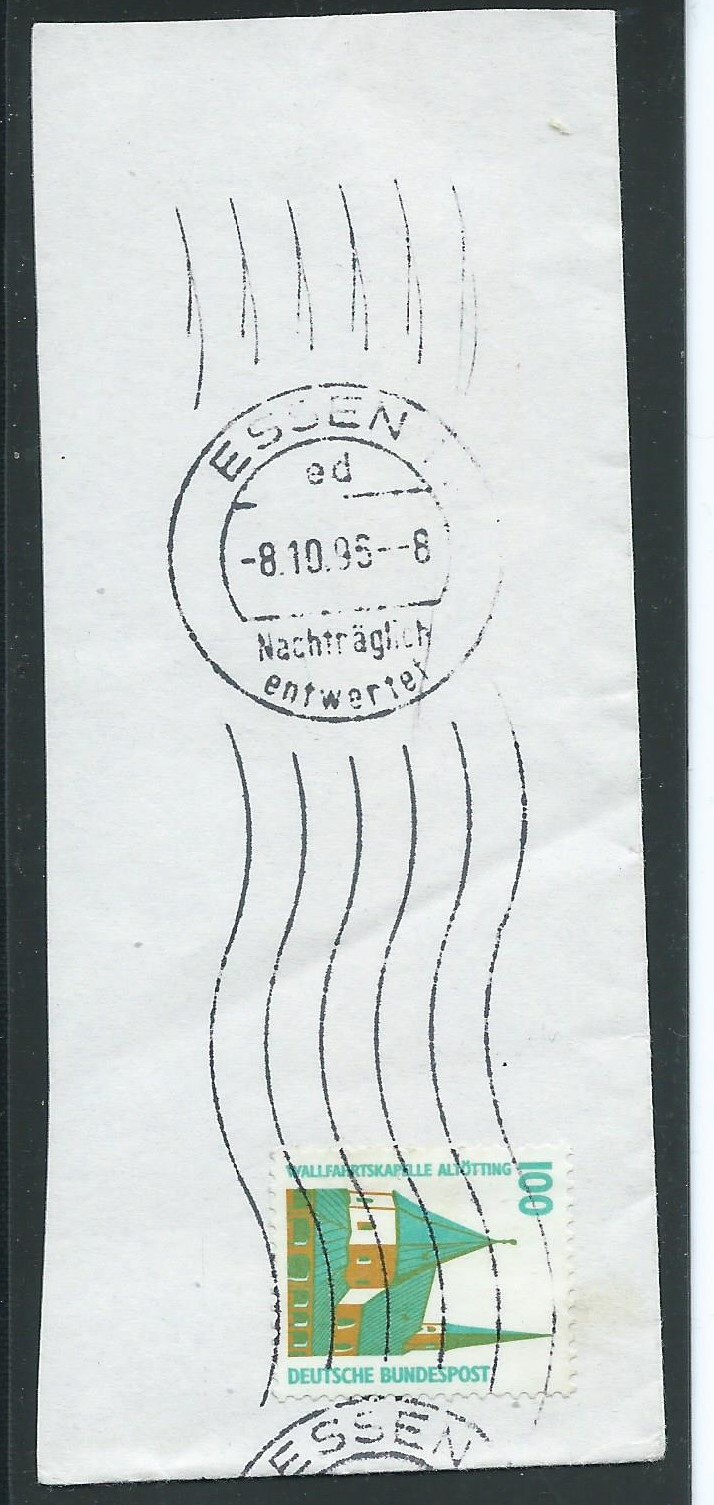 ESSEN
ed
-8.10.96--8
Nachträglich
entwertet
WALLFAHRTSKAPELLE ALTÖTTING
100
DEUTSCHE BUNDESPOST
ESSEN